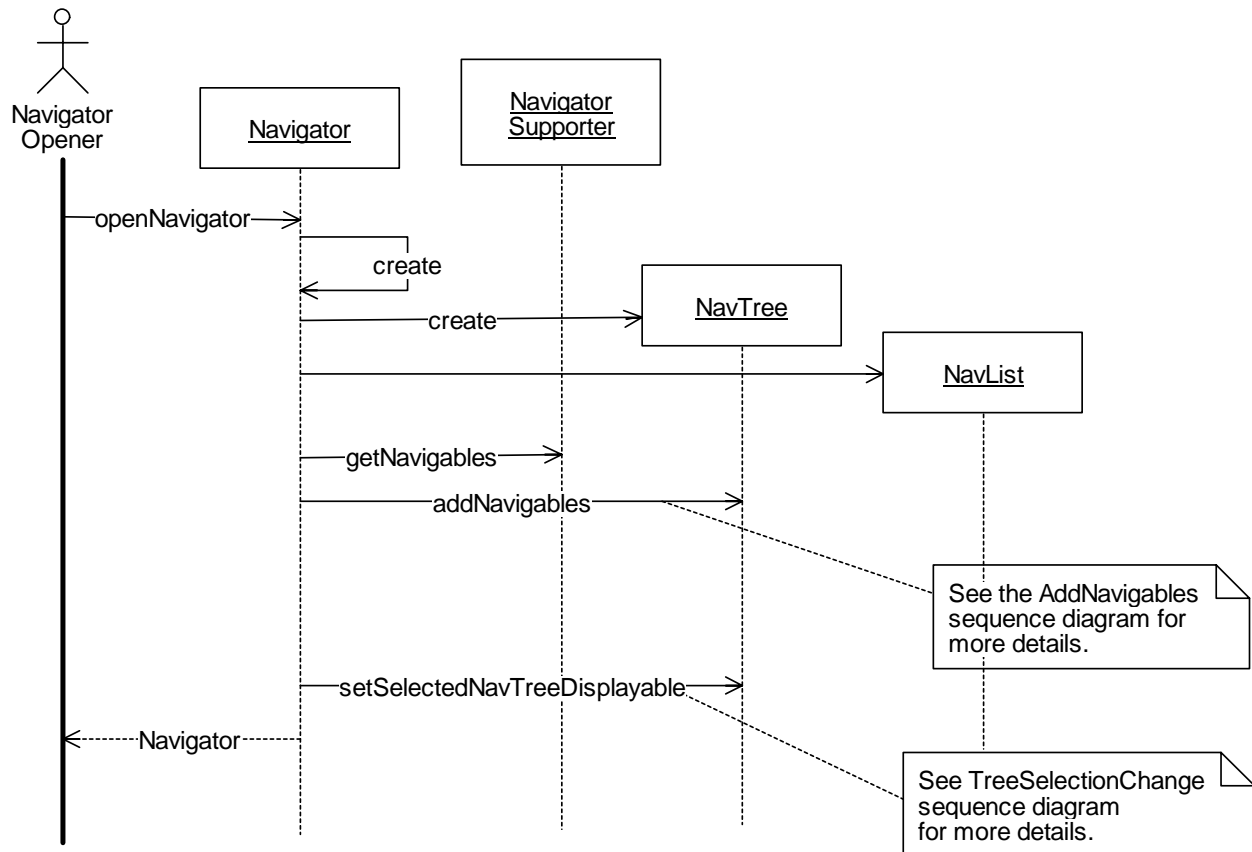 Navigator
Opener
Navigator
Navigator
Supporter
openNavigator
create
create
NavTree
NavList
getNavigables
addNavigables
See the AddNavigables
sequence diagram for
more details.
setSelectedNavTreeDisplayable
Navigator
See TreeSelectionChange
sequence diagram
for more details.